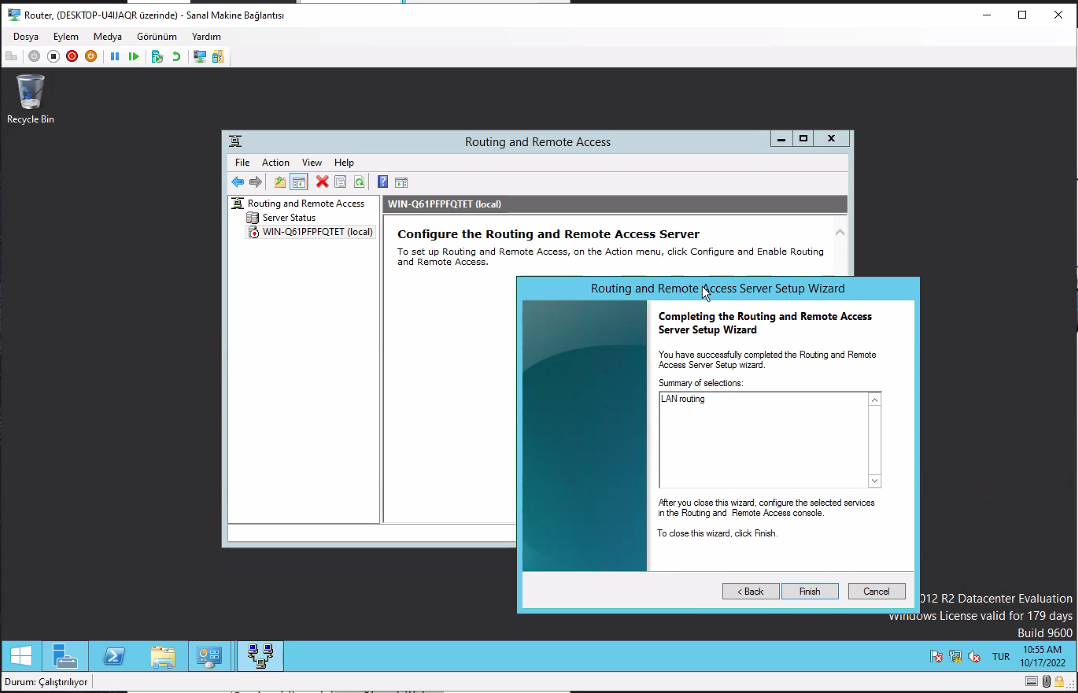 Router, (DESKTOP-U4IJAQR üzerinde) - Sanal Makine Bağlantısı
Dosya Eylem Medya Görünüm Yardım
Recycle Bin
Routing and Remote Access
File Action View Help
Routing and Remote Access
Server Status
WIN-Q61PFPFQTET (local)
WIN-Q61PFPFQTET (local)
Configure the Routing and Remote Access Server
To set up Routing and Remote Access, on the Action menu, click Configure and Enable Routing
and Remote Access.
Routing and Remote Access Server Setup Wizard
Completing the Routing and Remote Access
Server Setup Wizard
You have successfully completed the Routing and Remote
Access Server Setup wizard.
Summary of selections:
LAN routing
After you close this wizard, configure the selected services
in the Routing and Remote Access console.
To close this wizard, click Finish.
< Back Finish Cancel
012 R2 Datacenter Evaluation
Windows License valid for 179 days
Build 9600
TUR
10:55 AM
10/17/2022
Durum: Çalıştırılıyor